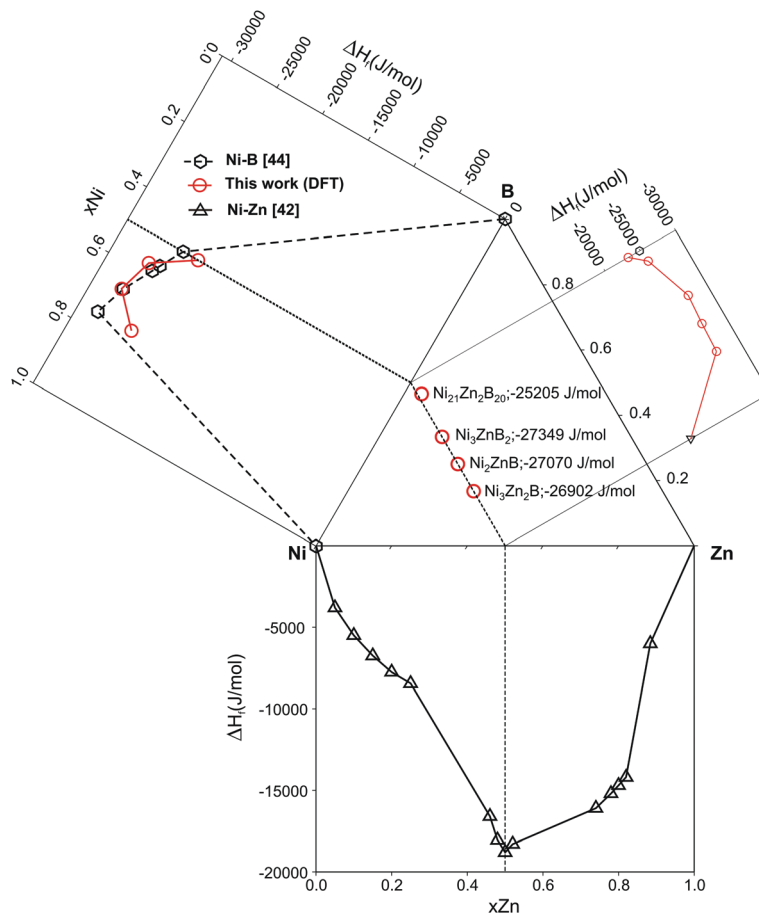 0.0
-30000
-25000
-20000
-15000
-10000
-5000
0
ΔHf(J/mol)
0.2
0.4
0.6
0.8
1.0
xNi
Ni-B [44]
This work (DFT)
Ni-Zn [42]
B
ΔHf(J/mol)
-20000
-25000
-30000
0.8
0.6
0.4
0.2
Ni21Zn2B20;-25205 J/mol
Ni3ZnB2;-27349 J/mol
Ni2ZnB;-27070 J/mol
Ni3Zn2B;-26902 J/mol
Ni
Zn
-5000
-10000
-15000
-20000
ΔHf(J/mol)
0.0
0.2
0.4
0.6
0.8
1.0
xZn